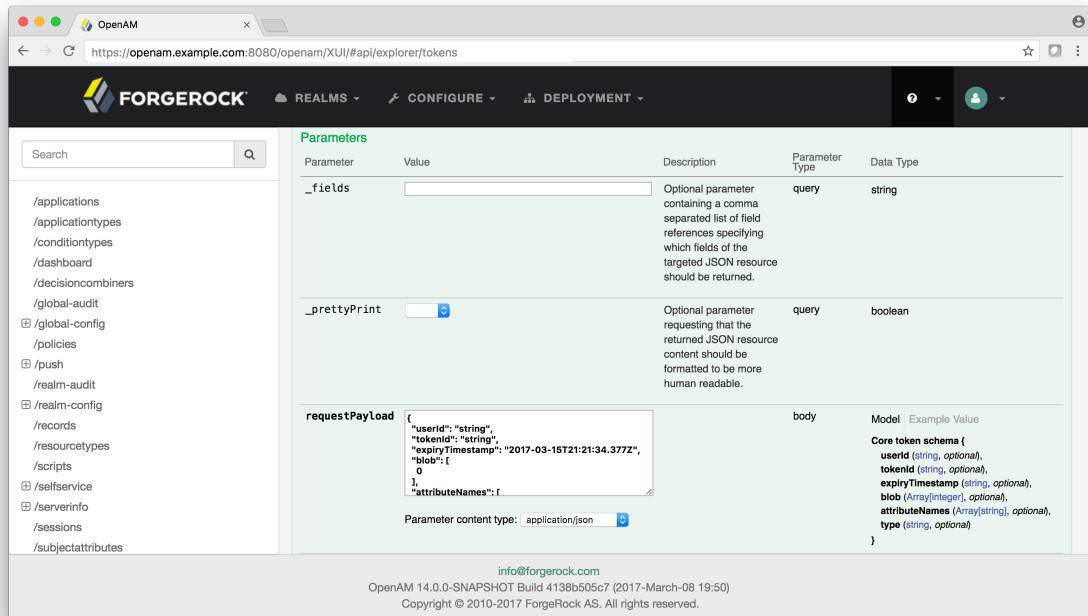 OpenAM
https://openam.example.com:8080/openam/XUI/#api/explorer/tokens
FORGEROCK
REALMS
CONFIGURE
DEPLOYMENT
Search
/applications
/applicationtypes
/conditiontypes
/dashboard
/decisioncombiners
/global-audit
/global-config
/policies
/push
/realm-audit
/realm-config
/records
/resourcetypes
/scripts
/selfservice
/serverinfo
/sessions
/subjectattributes
Parameters
Parameter
Value
Description
Parameter
Type
Data Type
_fields
Optional parameter
containing a comma
separated list of field
references specifying
which fields of the
targeted JSON resource
should be returned.
query
string
_prettyPrint
Optional parameter
requesting that the
returned JSON resource
content should be
formatted to be more
human readable.
query
boolean
requestPayload
{
"userId": "string",
"tokenId": "string",
"expiryTimestamp": "2017-03-15T21:21:34.377Z",
"blob": [
0
],
"attributeNames": [
Parameter content type: application/json
body
Model Example Value
Core token schema {
userId (string, optional),
tokenId (string, optional),
expiryTimestamp (string, optional),
blob (Array[integer], optional),
attributeNames (Array[string], optional),
type (string, optional)
}
info@forgerock.com
OpenAM 14.0.0-SNAPSHOT Build 4138b505c7 (2017-March-08 19:50)
Copyright © 2010-2017 ForgeRock AS. All rights reserved.